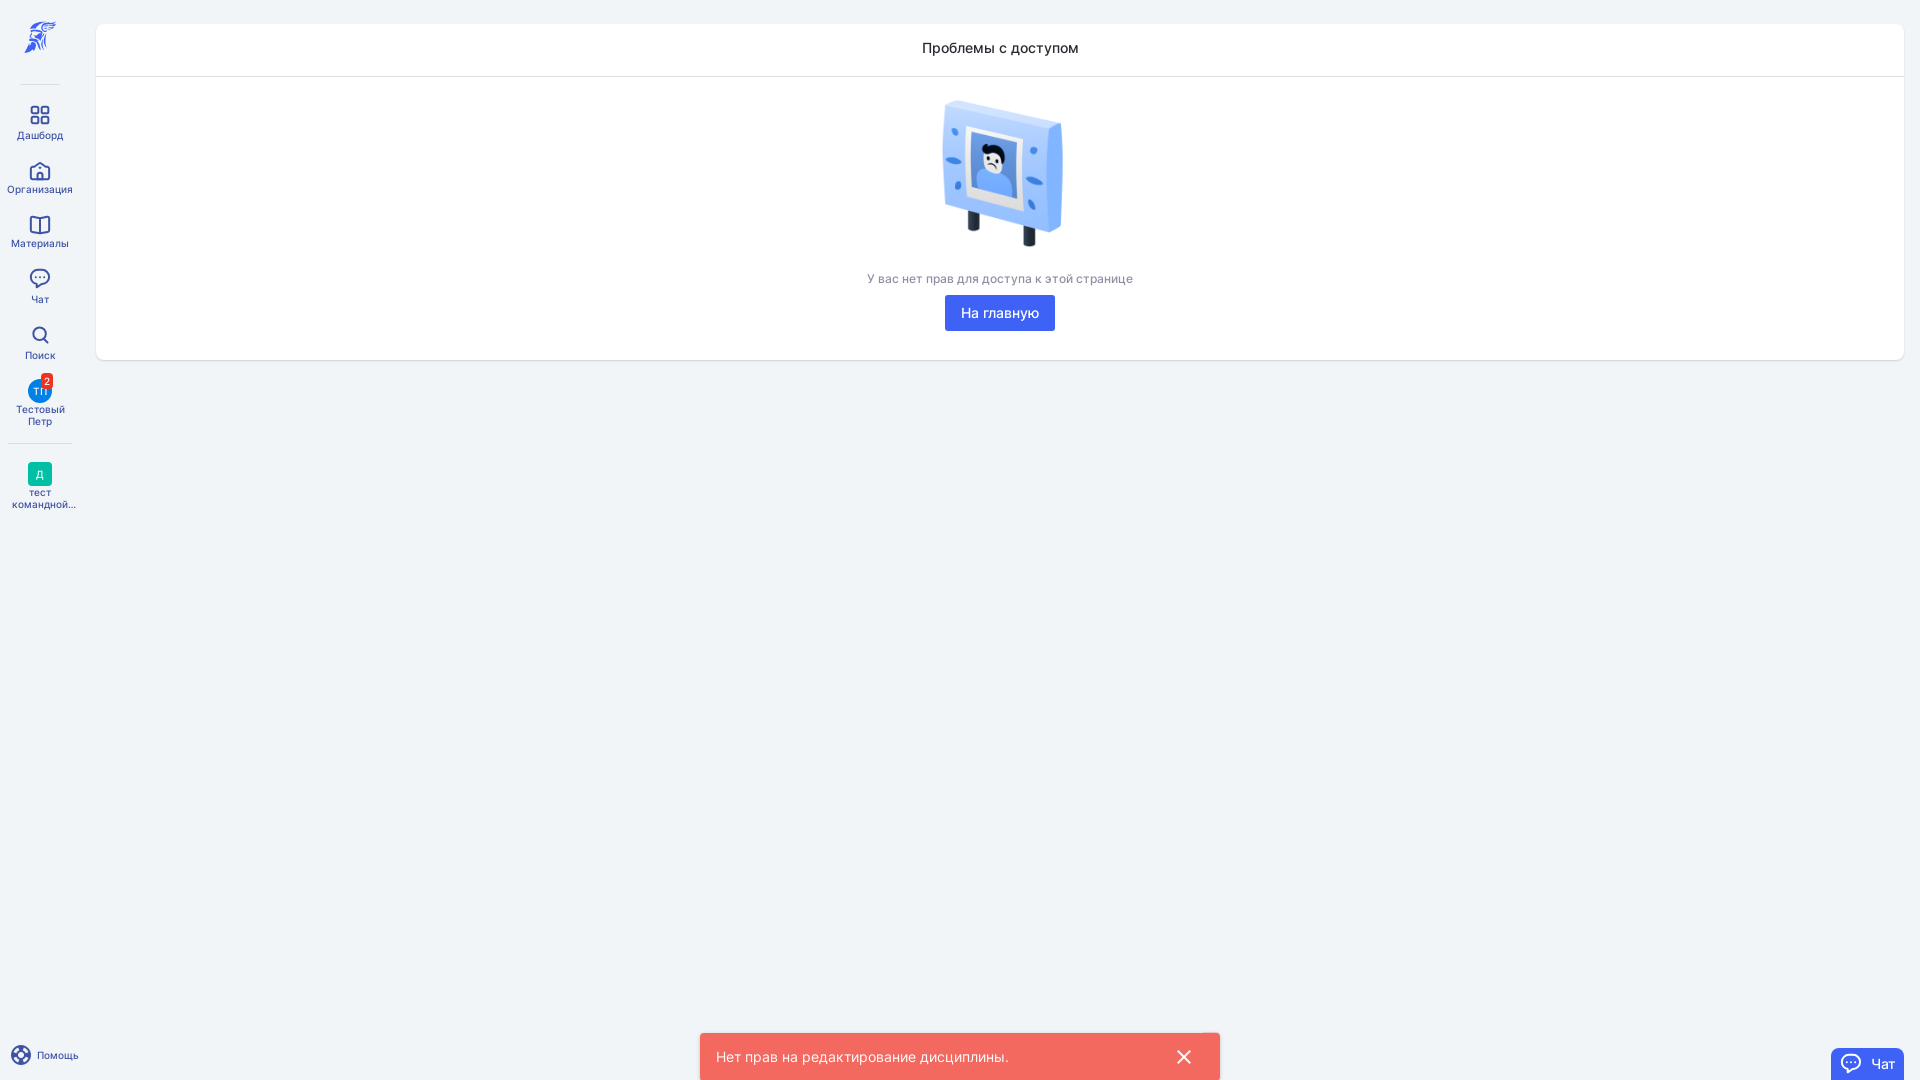 Проблемы с доступом
Дашборд
Организация
Материалы
Чат
Поиск
ТП
2
Тестовый
Петр
Д
тест
командной...
У вас нет прав для доступа к этой странице
На главную
Помощь
Нет прав на редактирование дисциплины.
Чат